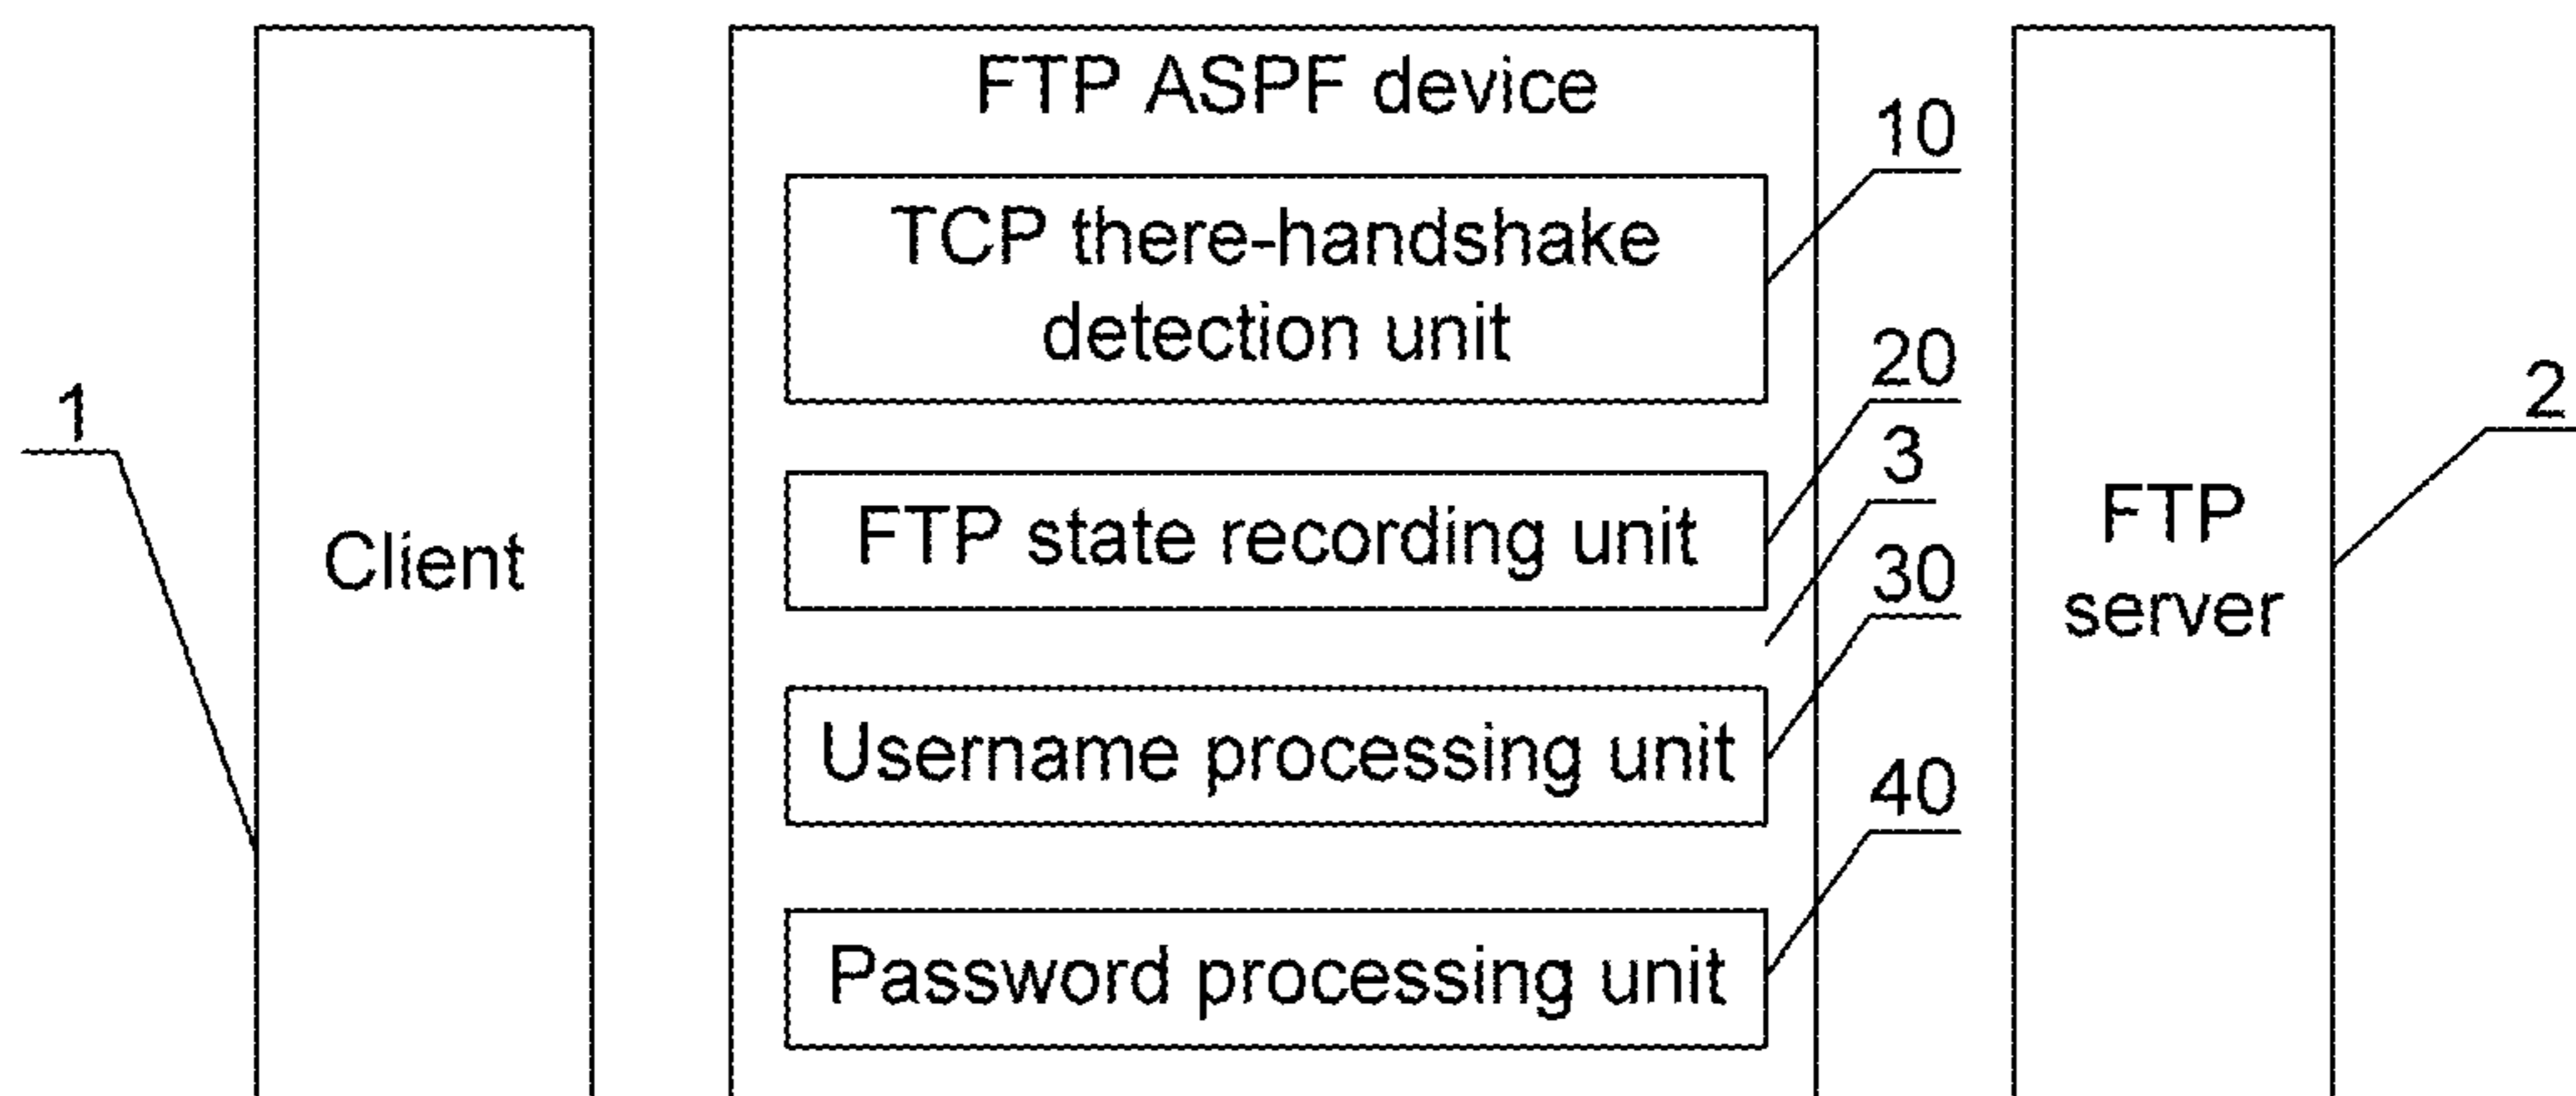 1
Client
FTP ASPF device
TCP there-handshake
detection unit
FTP state recording unit
Username processing unit
Password processing unit
10
20
3
30
40
FTP
server
2